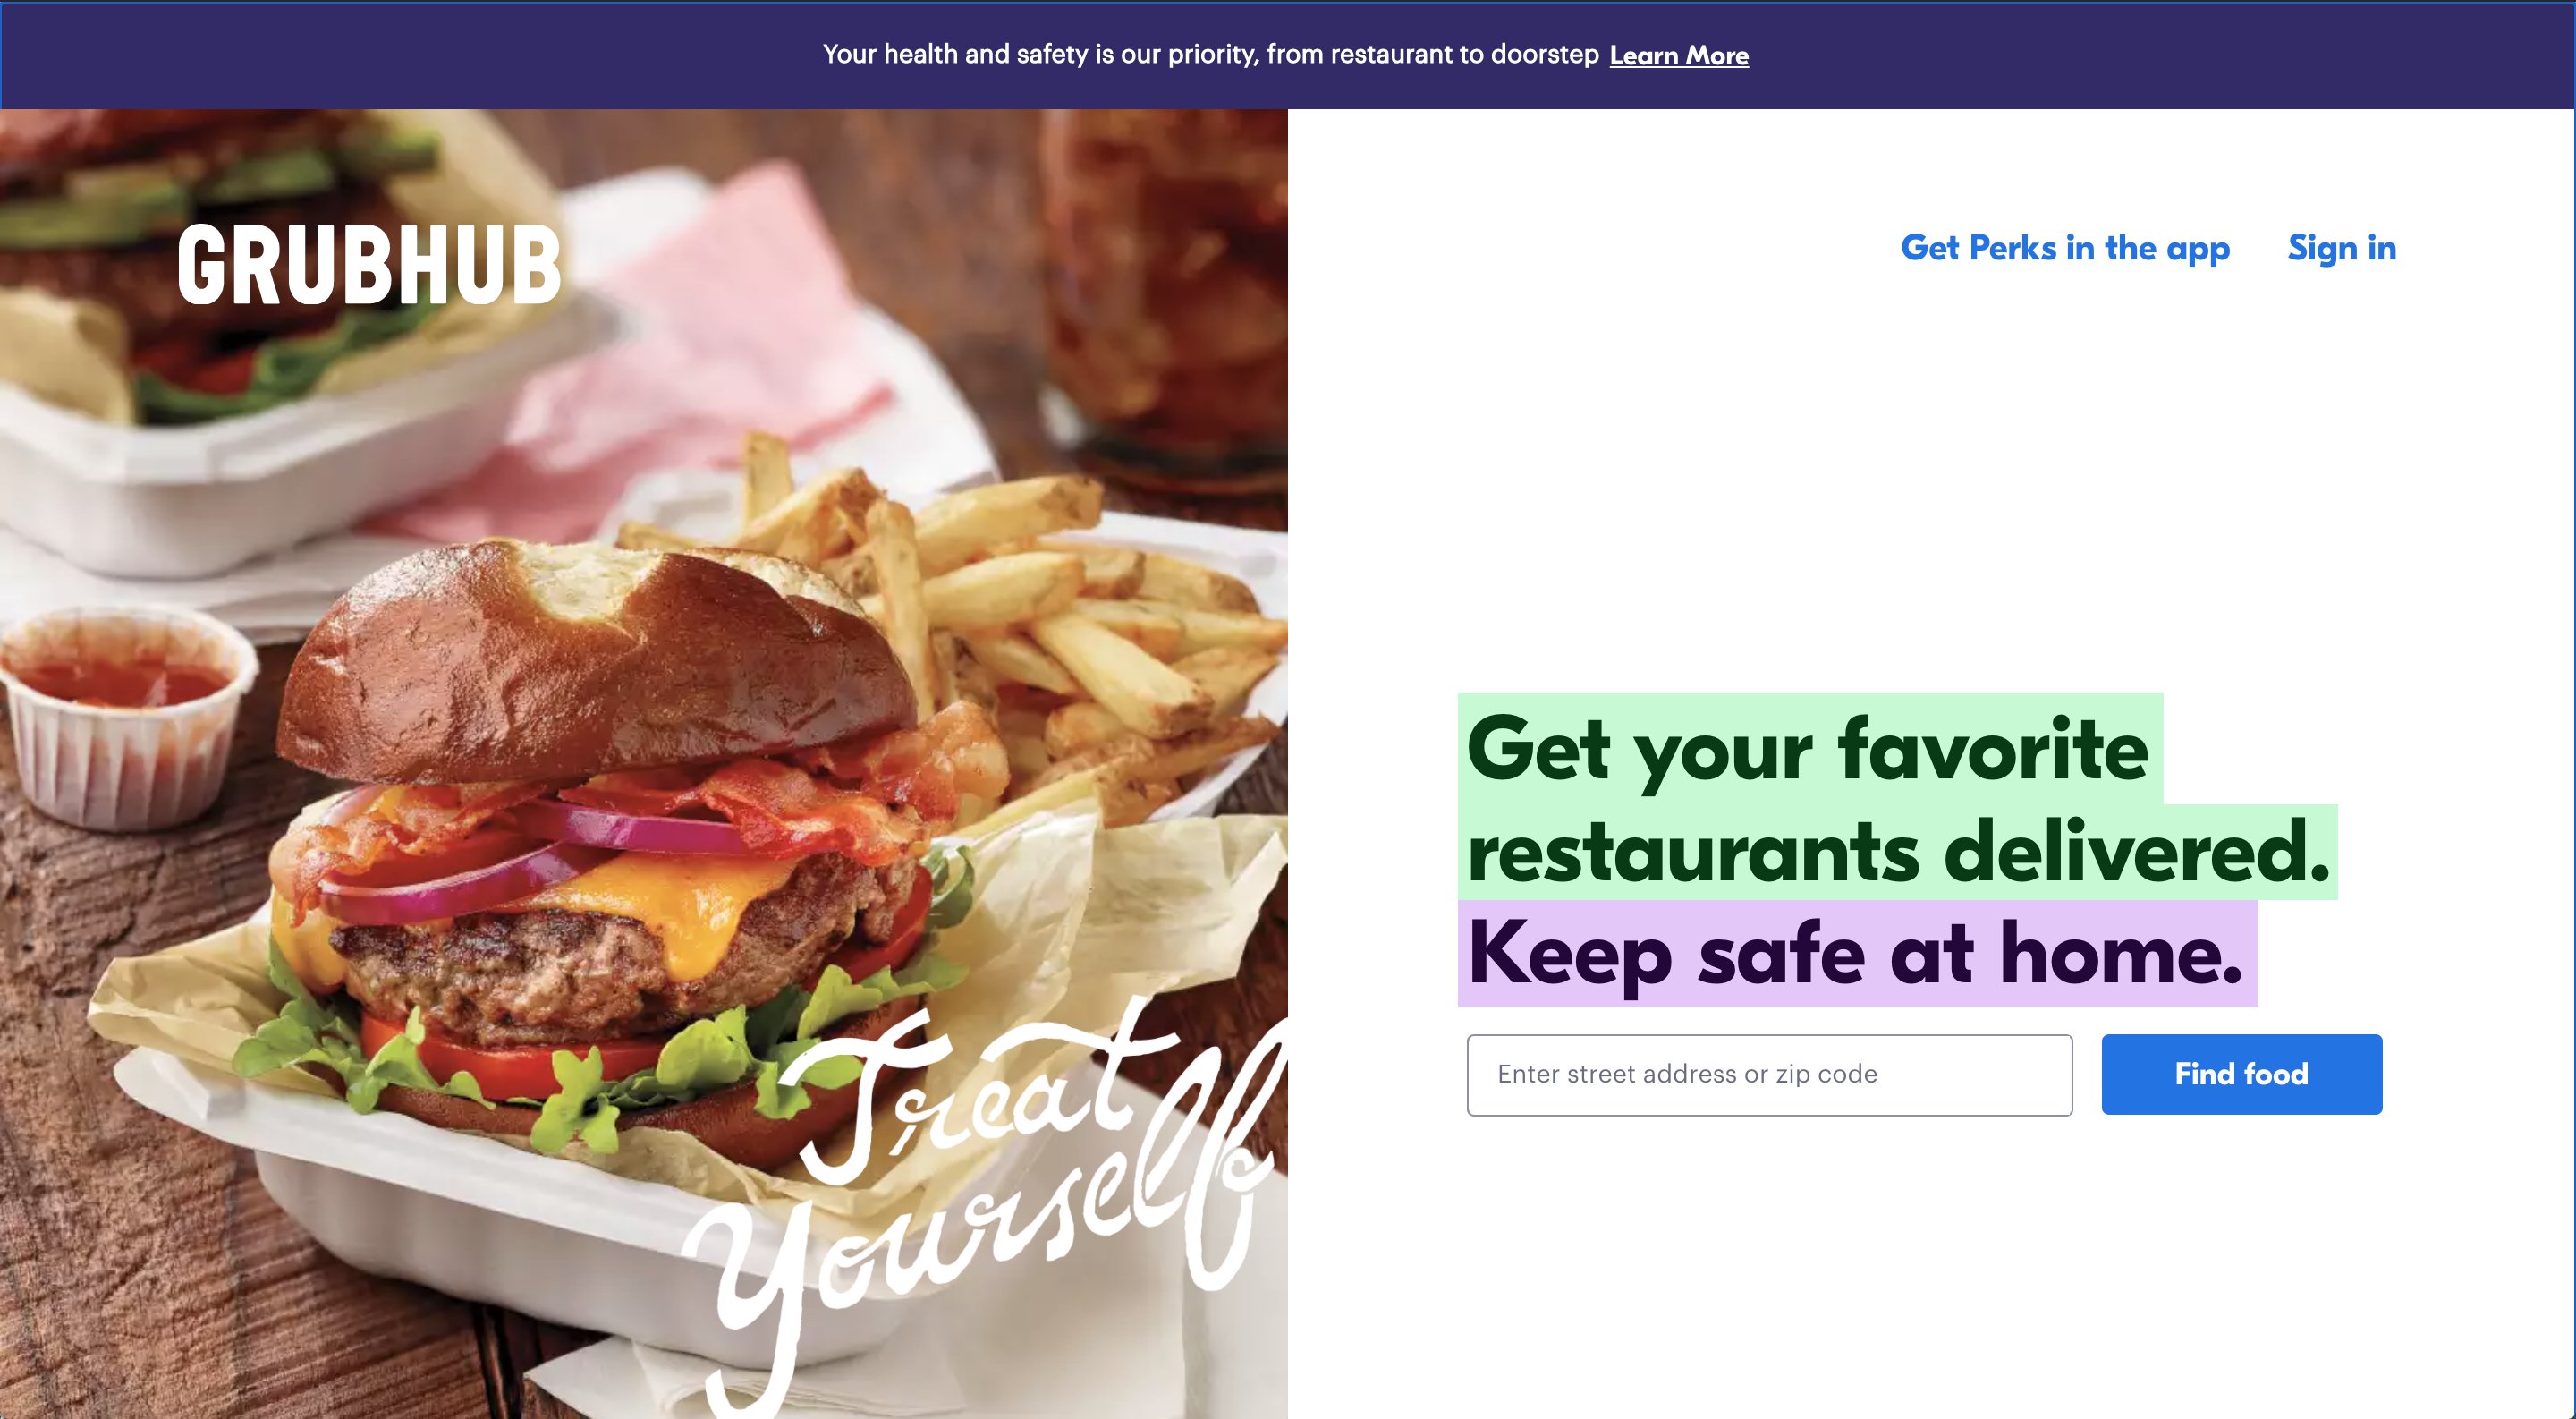 Your health and safety is our priority, from restaurant to doorstep Learn More
GRUBHUB
Get Perks in the app Sign in
Treat
Yourself
Get your favorite
restaurants delivered.
Keep safe at home.
Enter street address or zip code
Find food